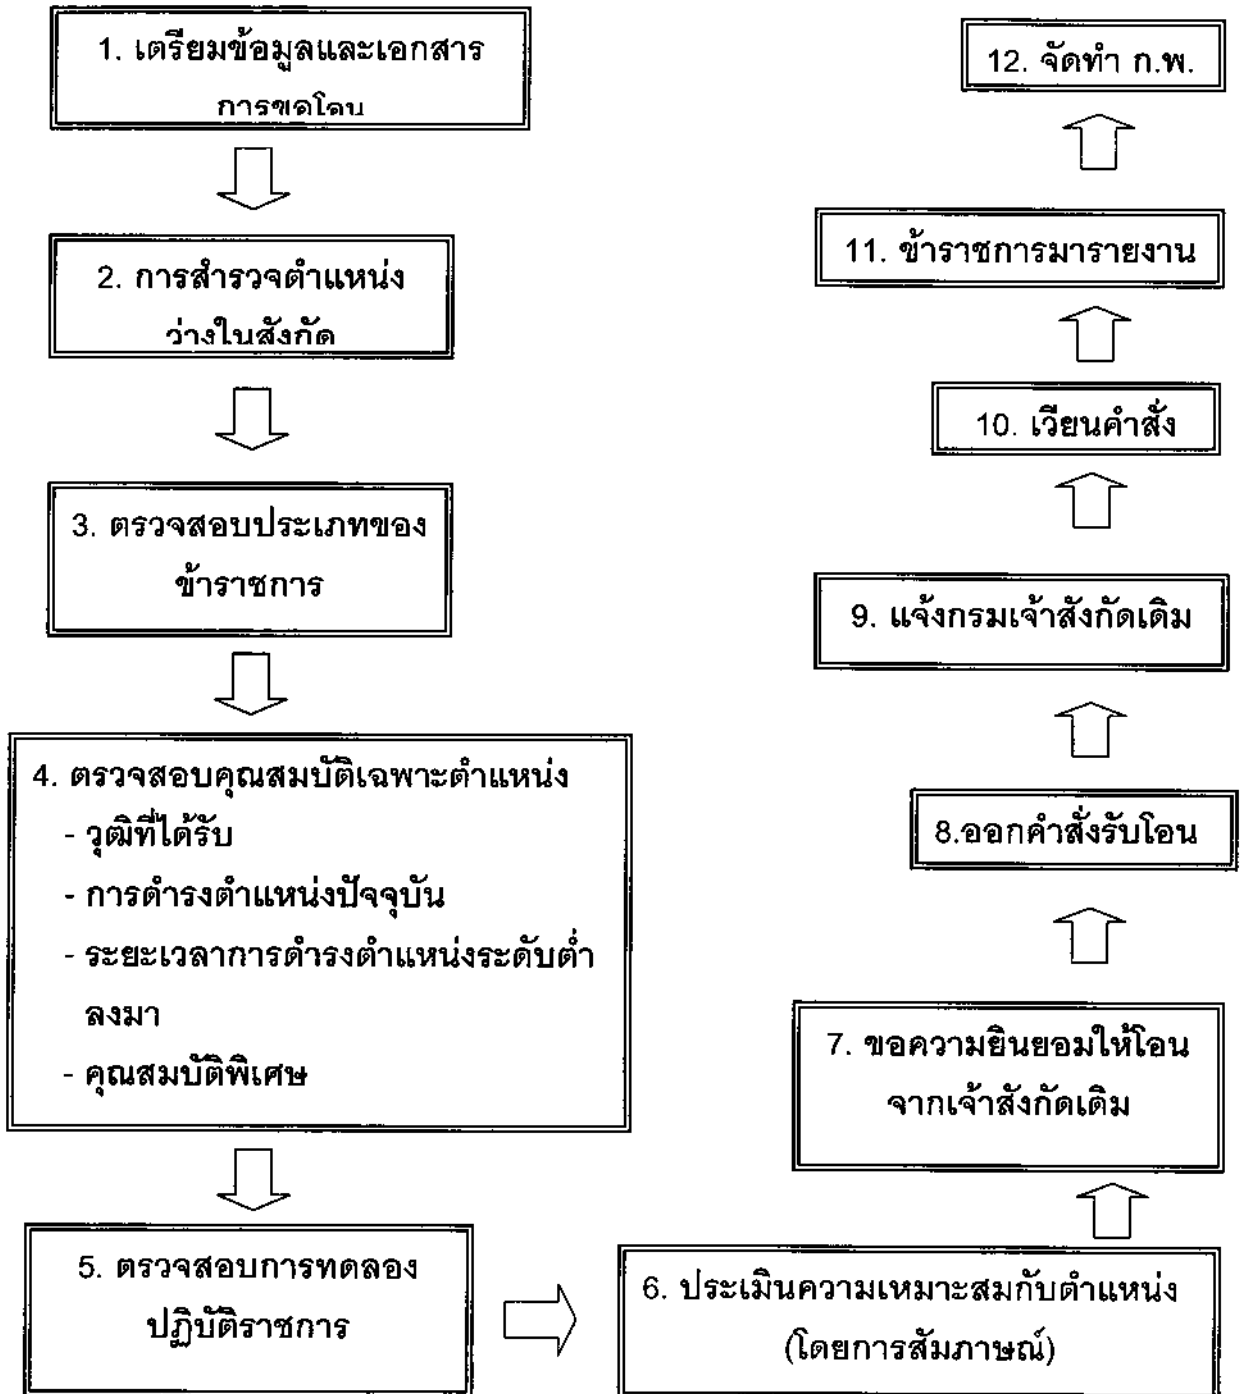 1. เตรียมข้อมูลและเอกสาร
การขอโอน
2. การสำรวจตำแหน่ง
ว่างในสังกัด
3. ตรวจสอบประเภทของ
ข้าราชการ
4. ตรวจสอบคุณสมบัติเฉพาะตำแหน่ง
- วุฒิที่ได้รับ
- การดำรงตำแหน่งปัจจุบัน
- ระยะเวลาการดำรงตำแหน่งระดับต่ำ
ลงมา
- คุณสมบัติพิเศษ
5. ตรวจสอบการทดลอง
ปฏิบัติราชการ
6. ประเมินความเหมาะสมกับตำแหน่ง
(โดยการสัมภาษณ์)
7. ขอความยินยอมให้โอน
จากเจ้าสังกัดเดิม
8.ออกคำสั่งรับโอน
9. แจ้งกรมเจ้าสังกัดเดิม
10. เวียนคำสั่ง
11. ข้าราชการมารายงาน
12. จัดทำ ก.พ.